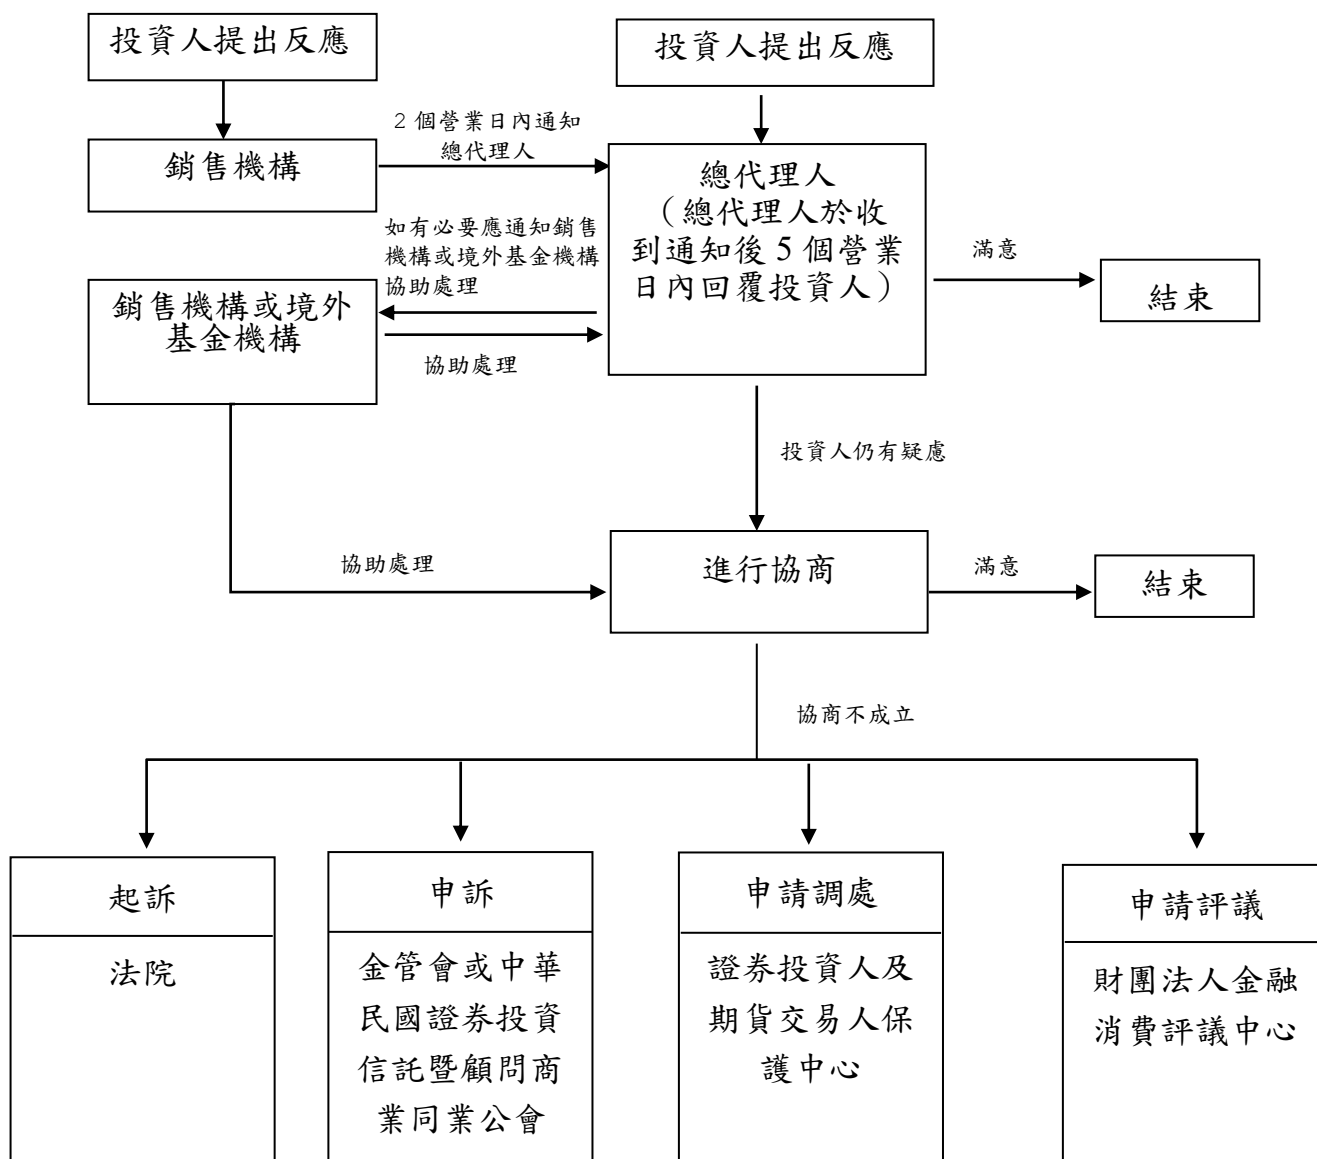 投資人提出反應
投資人提出反應
2 個營業日內通知
總代理人
銷售機構
總代理人
（總代理人於收
到通知後 5 個營業
日內回覆投資人）
如有必要應通知銷售
機構或境外基金機構
協助處理
滿意
結束
銷售機構或境外
基金機構
協助處理
投資人仍有疑慮
協助處理
進行協商
滿意
結束
協商不成立
起訴
法院
申訴
金管會或中華
民國證券投資
信託暨顧問商
業同業公會
申請調處
證券投資人及
期貨交易人保
護中心
申請評議
財團法人金融
消費評議中心